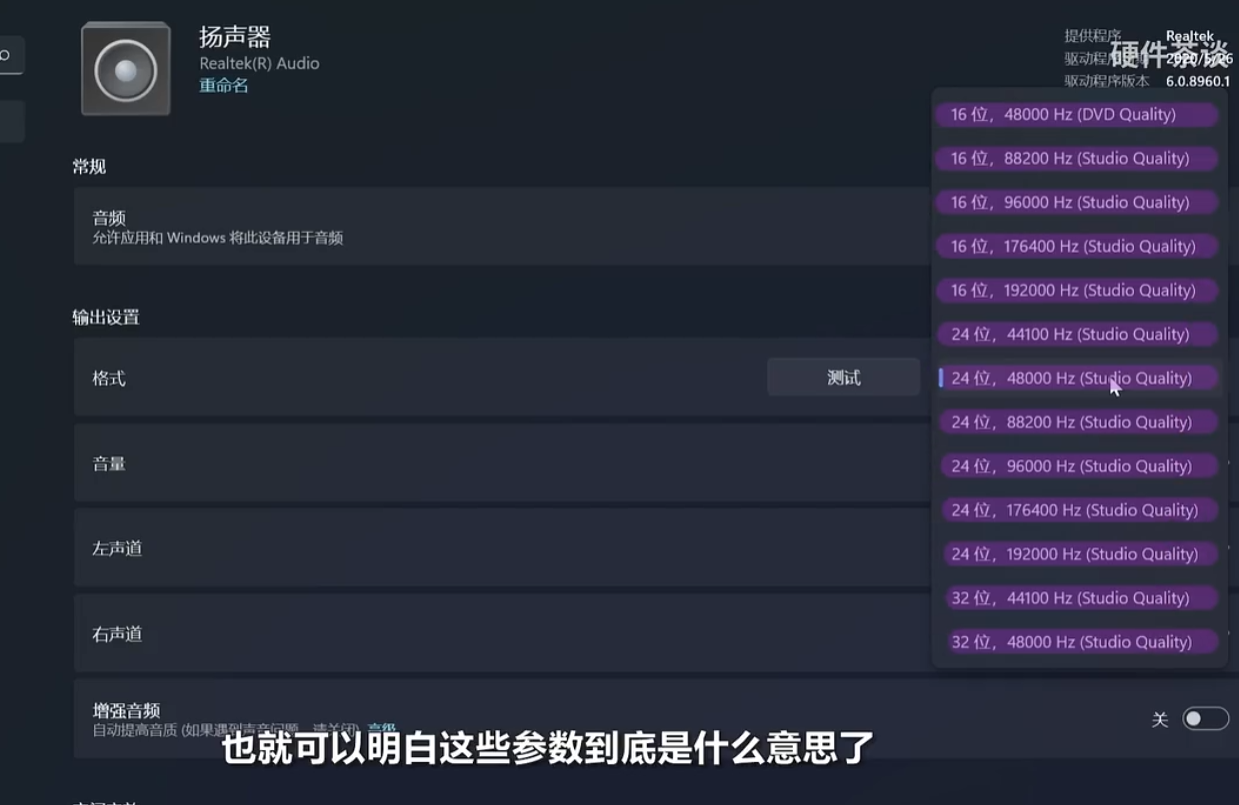 扬声器
Realtek(R) Audio
重命名
提供程序 Realtek
硬件茶谈
驱动程序版本 6.0.8960.1
常规
音频
允许应用和 Windows 将此设备用于音频
输出设置
格式
测试
音量
左声道
右声道
增强音频
自动提高音质 (如果遇到声音问题，请关闭) 高级
关
16 位，48000 Hz (DVD Quality)
16 位，88200 Hz (Studio Quality)
16 位，96000 Hz (Studio Quality)
16 位，176400 Hz (Studio Quality)
16 位，192000 Hz (Studio Quality)
24 位，44100 Hz (Studio Quality)
24 位，48000 Hz (Studio Quality)
24 位，88200 Hz (Studio Quality)
24 位，96000 Hz (Studio Quality)
24 位，176400 Hz (Studio Quality)
24 位，192000 Hz (Studio Quality)
32 位，44100 Hz (Studio Quality)
32 位，48000 Hz (Studio Quality)
也就可以明白这些参数到底是什么意思了